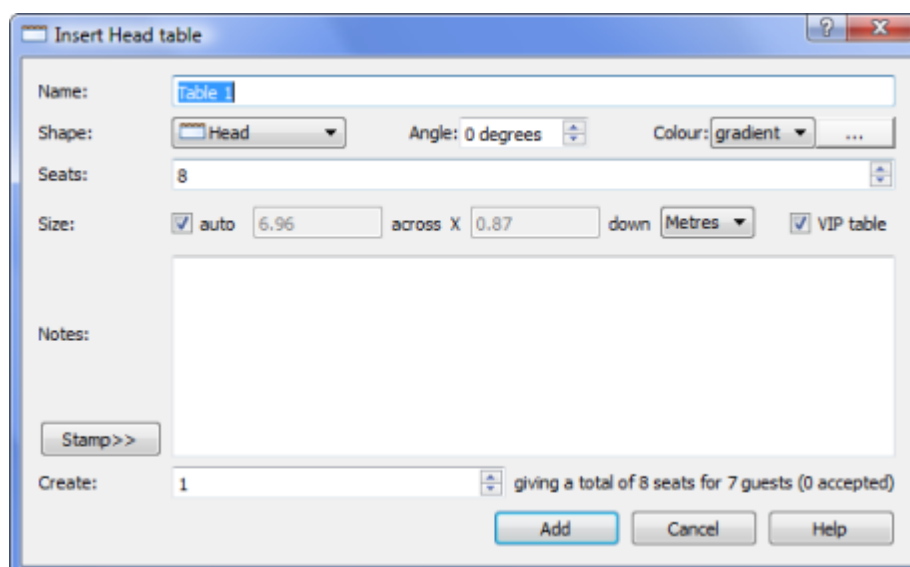 Insert Head table
Name: Table 1
Shape: Head Angle: 0 degrees Colour: gradient ...
Seats: 8
Size: auto 6.96 across X 0.87 down Metres VIP table
Notes:
Stamp>>
Create: 1 giving a total of 8 seats for 7 guests (0 accepted)
Add Cancel Help